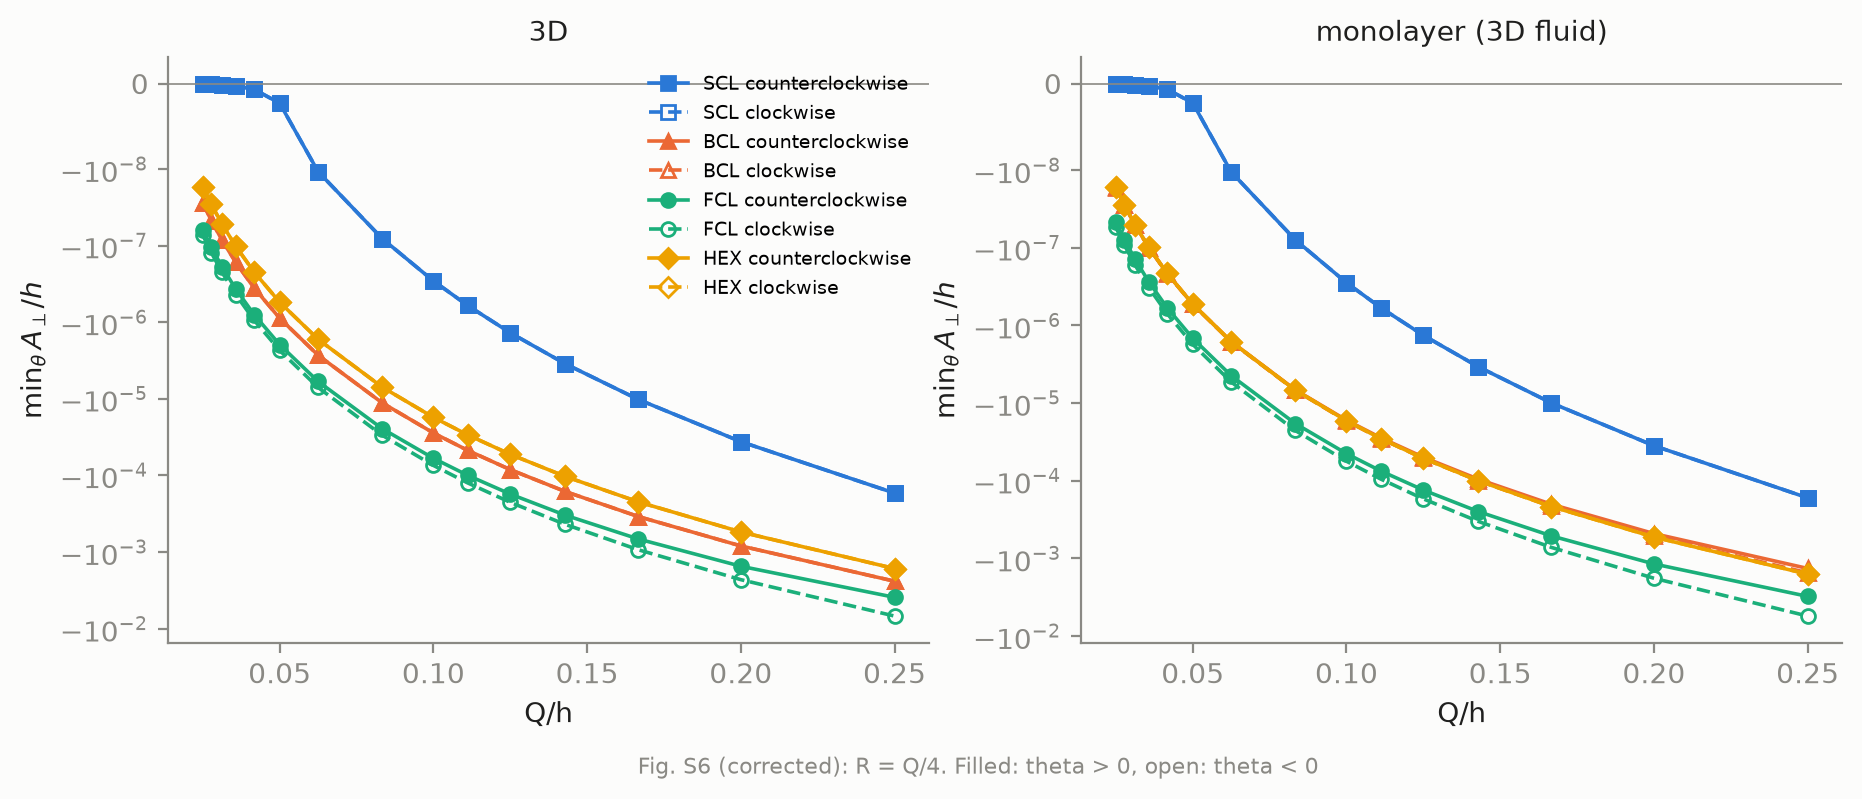 3D
monolayer (3D fluid)
SCL counterclockwise
SCL clockwise
BCL counterclockwise
BCL clockwise
FCL counterclockwise
FCL clockwise
HEX counterclockwise
HEX clockwise
min_θ A_⊥/h
0
−10^−8
−10^−7
−10^−6
−10^−5
−10^−4
−10^−3
−10^−2
0.05 0.10 0.15 0.20 0.25
Q/h
min_θ A_⊥/h
0
−10^−8
−10^−7
−10^−6
−10^−5
−10^−4
−10^−3
−10^−2
0.05 0.10 0.15 0.20 0.25
Q/h
Fig. S6 (corrected): R = Q/4. Filled: theta > 0, open: theta < 0